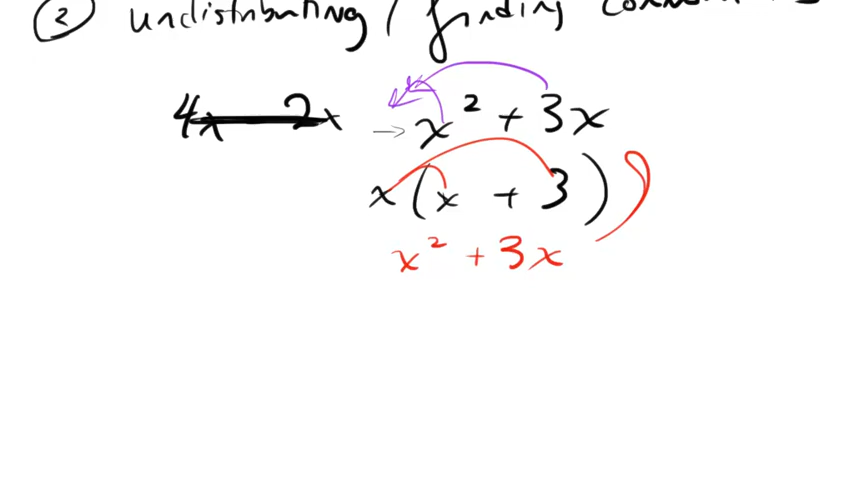 ② undistributing / finding
4x 2x x² + 3x
x(x + 3)
x² + 3x